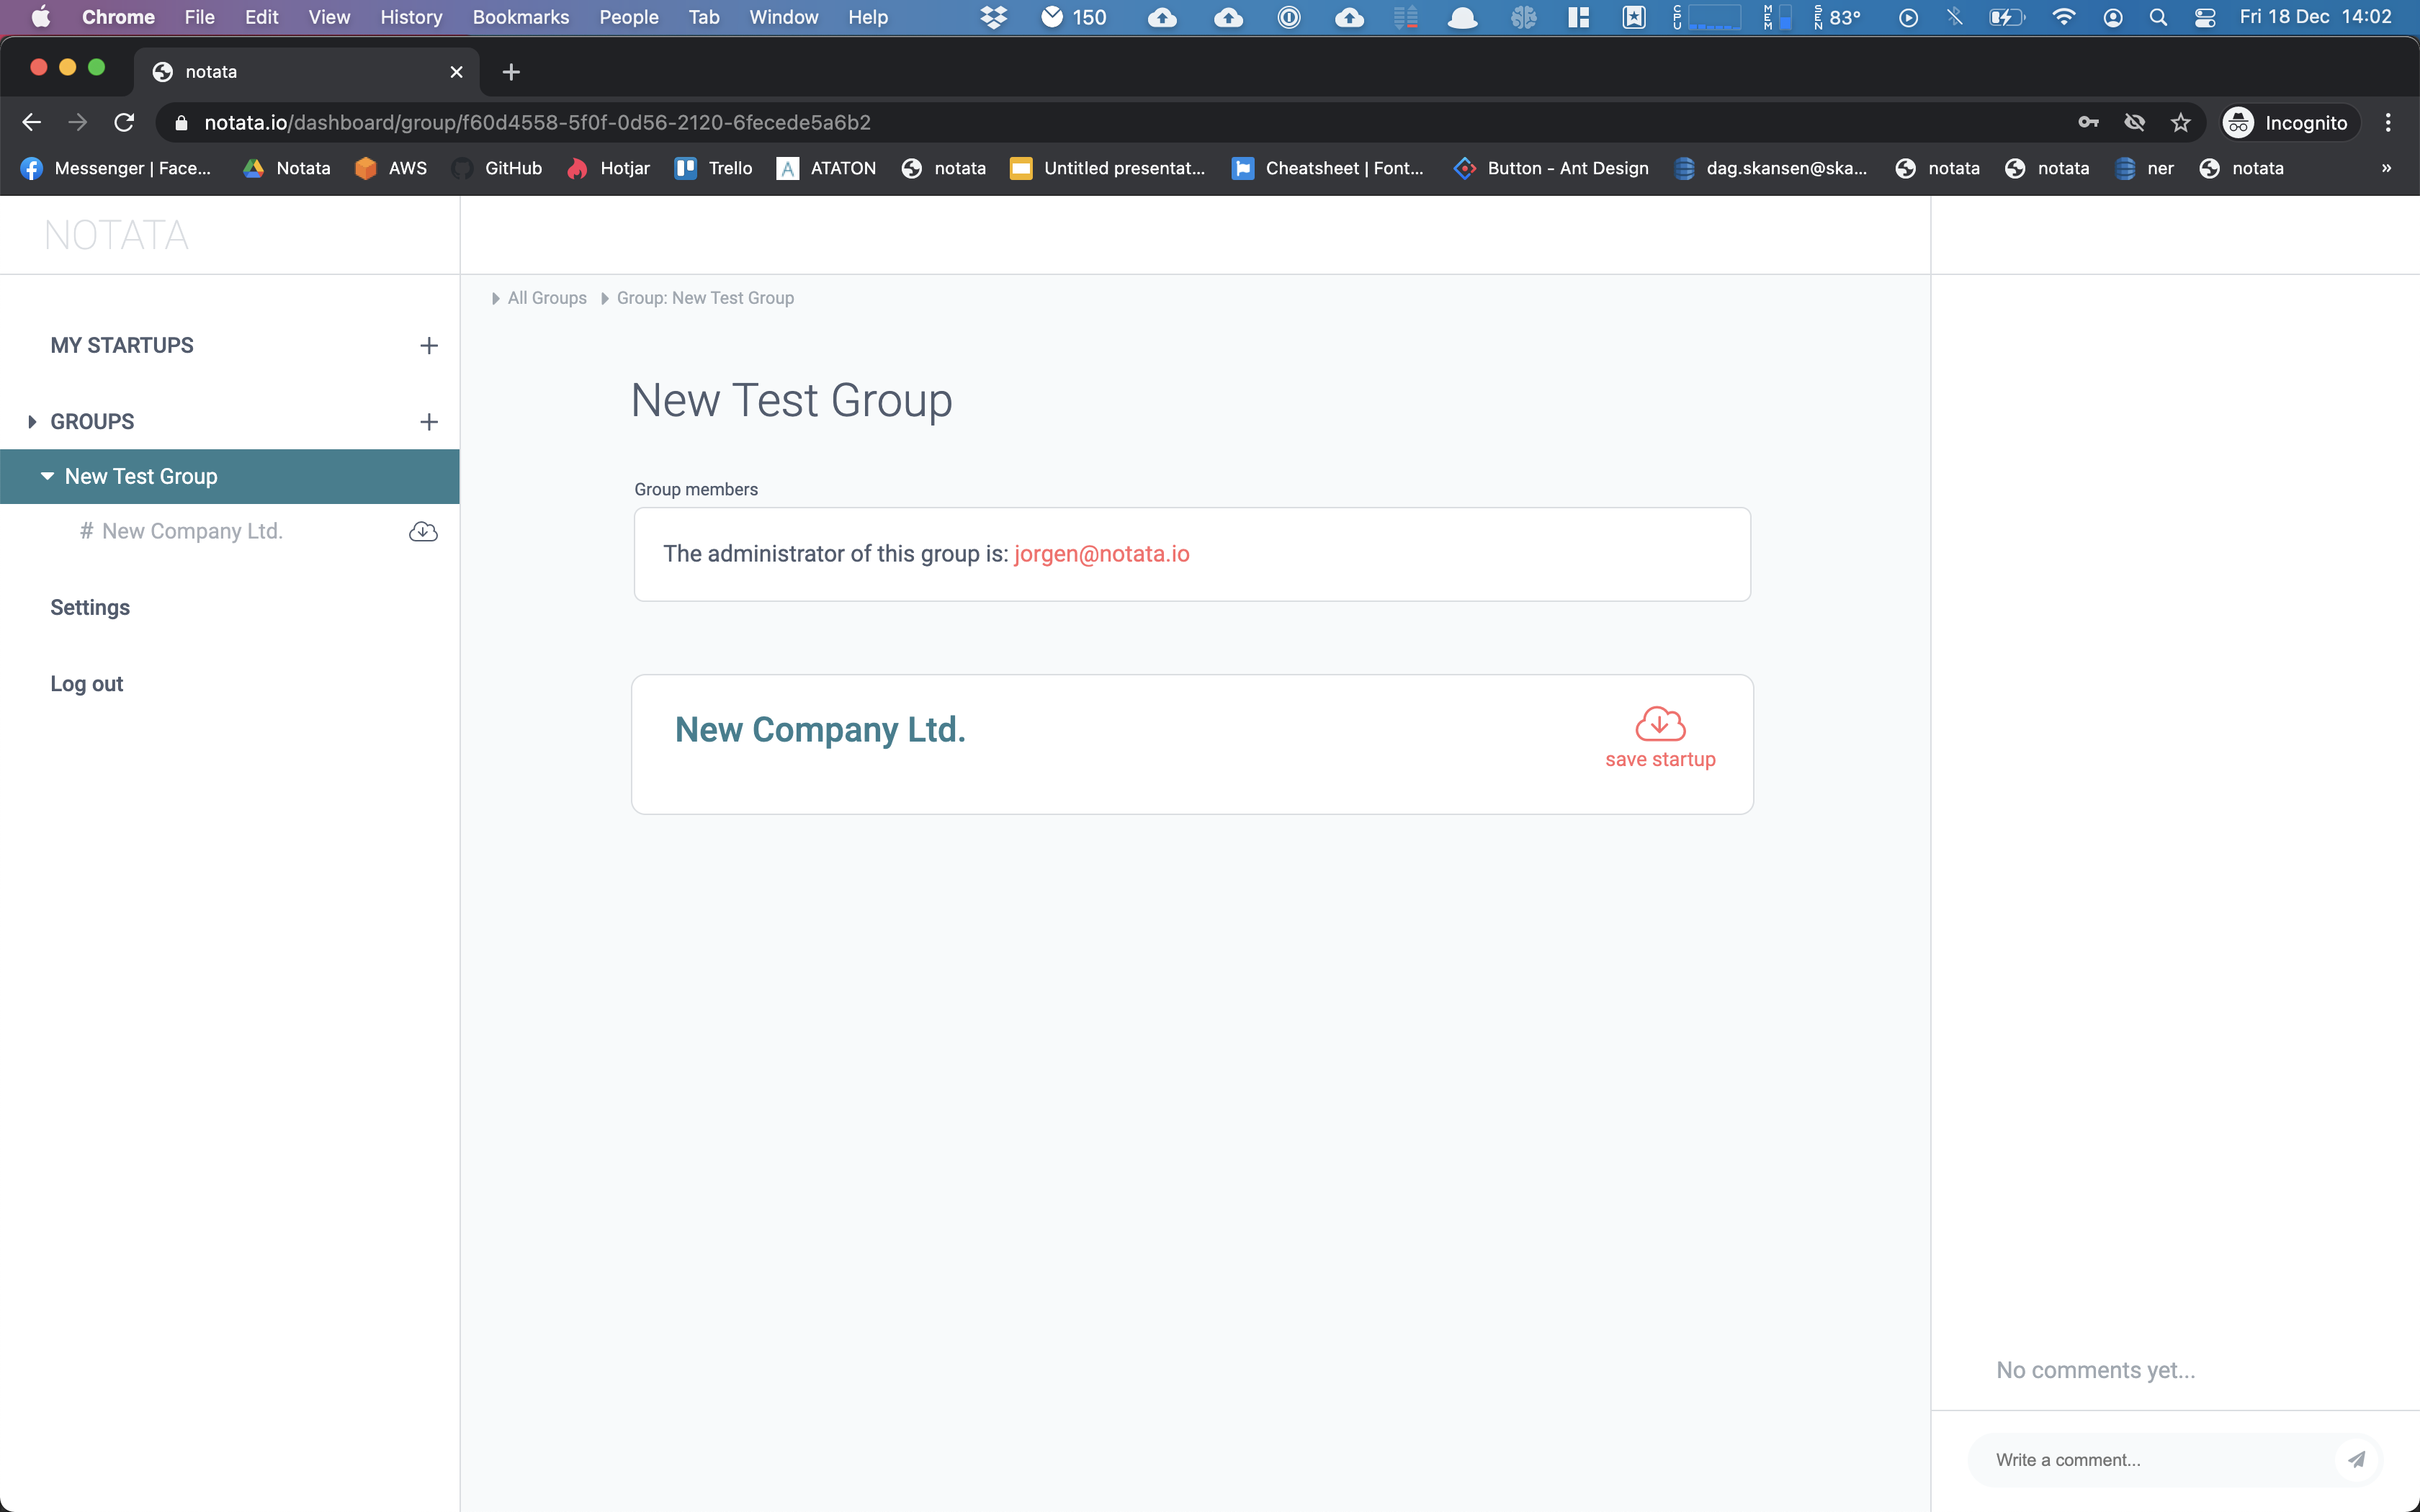 Chrome File Edit View History Bookmarks People Tab Window Help 150 CPU MEM SEN 83° Fri 18 Dec 14:02
notata
notata.io/dashboard/group/f60d4558-5f0f-0d56-2120-6fecede5a6b2 Incognito
Messenger | Face... Notata AWS GitHub Hotjar Trello A ATATON notata Untitled presentat... Cheatsheet | Font... Button - Ant Design dag.skansen@ska... notata notata ner notata »
NOTATA
All Groups Group: New Test Group
MY STARTUPS +
GROUPS +
New Test Group
# New Company Ltd.
Settings
Log out
New Test Group
Group members
The administrator of this group is: jorgen@notata.io
New Company Ltd.
save startup
No comments yet...
Write a comment...